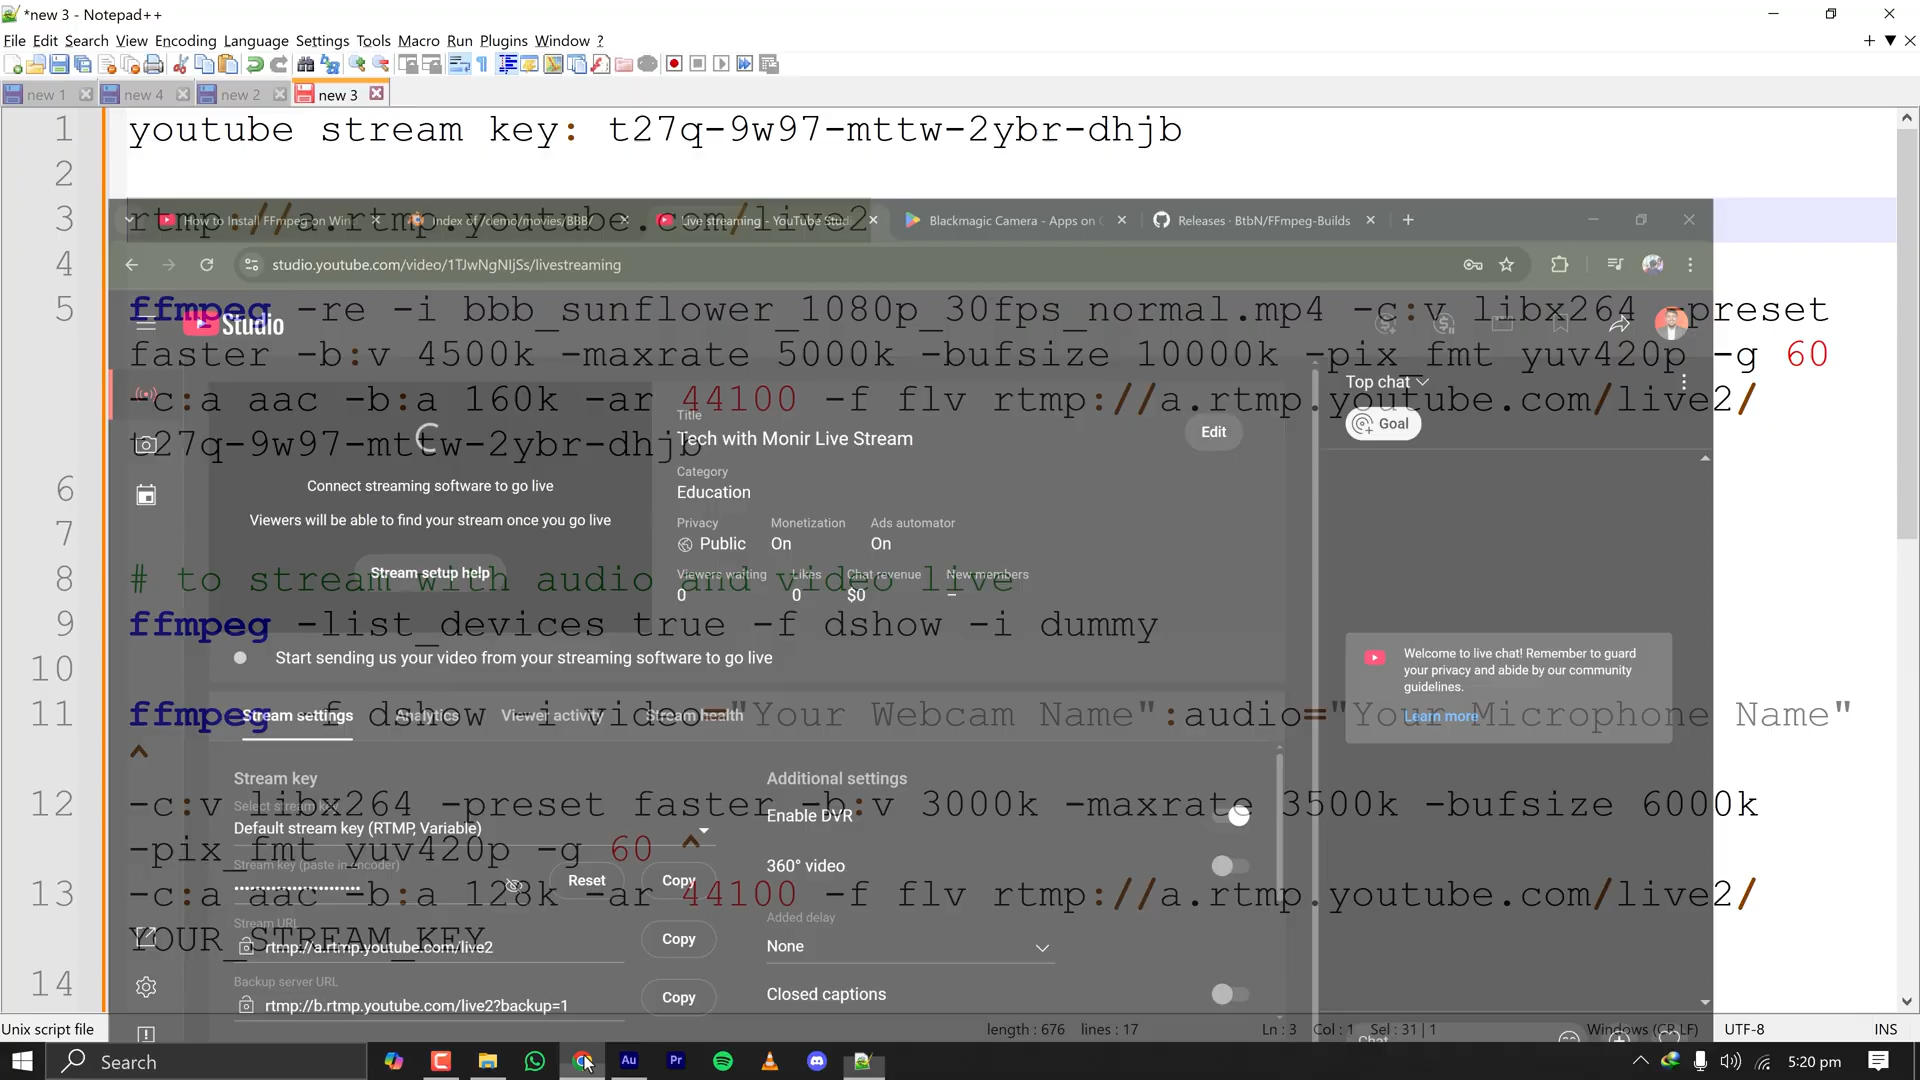 *new 3 - Notepad++
File Edit Search View Encoding Language Settings Tools Macro Run Plugins Window ?
new 1 new 4 new 2 new 3
1 youtube stream key: t27q-9w97-mttw-2ybr-dhjb
2
3 rtmp://a.rtmp.youtube.com/live2
4
5 ffmpeg -re -i bbb_sunflower_1080p_30fps_normal.mp4 -c:v libx264 -preset
faster -b:v 4500k -maxrate 5000k -bufsize 10000k -pix_fmt yuv420p -g 60
-c:a aac -b:a 160k -ar 44100 -f flv rtmp://a.rtmp.youtube.com/live2/
t27q-9w97-mttw-2ybr-dhjb
6
7
8 # to stream with audio and video live
9 ffmpeg -list_devices true -f dshow -i dummy
10
11 ffmpeg -f dshow -i video="Your Webcam Name":audio="Your Microphone Name"
^
12 -c:v libx264 -preset faster -b:v 3000k -maxrate 3500k -bufsize 6000k
-pix_fmt yuv420p -g 60 ^
13 -c:a aac -b:a 128k -ar 44100 -f flv rtmp://a.rtmp.youtube.com/live2/
YOUR_STREAM_KEY
14
How to Install FFmpeg on Win Index of /demo/movies/BBB/ Live streaming - YouTube Stud Blackmagic Camera - Apps on Releases · BtbN/FFmpeg-Builds
studio.youtube.com/video/1TJwNgNIjSs/livestreaming
Studio
Connect streaming software to go live
Viewers will be able to find your stream once you go live
Stream setup help
Title
Tech with Monir Live Stream
Edit
Category
Education
Privacy Monetization Ads automator
Public On On
Viewers waiting Likes Chat revenue New members
0 0 $0 –
Start sending us your video from your streaming software to go live
Stream settings Analytics Viewer activity Stream health
Stream key
Select stream key
Default stream key (RTMP, Variable)
Stream key (paste in encoder)
Reset Copy
Stream URL
rtmp://a.rtmp.youtube.com/live2
Copy
Backup server URL
rtmp://b.rtmp.youtube.com/live2?backup=1
Copy
Additional settings
Enable DVR
360° video
Added delay
None
Closed captions
Top chat
Goal
Welcome to live chat! Remember to guard
your privacy and abide by our community
guidelines.
Learn more
Chat
Unix script file length : 676 lines : 17 Ln : 3 Col : 1 Sel : 31 | 1 Windows (CR LF) UTF-8 INS
Search Au Pr 5:20 pm